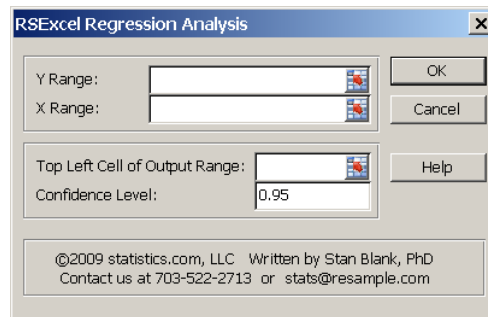 RSExcel Regression Analysis
Y Range:
X Range:
OK
Cancel
Top Left Cell of Output Range:
Confidence Level:
0.95
Help
©2009 statistics.com, LLC Written by Stan Blank, PhD
Contact us at 703-522-2713 or stats@resample.com